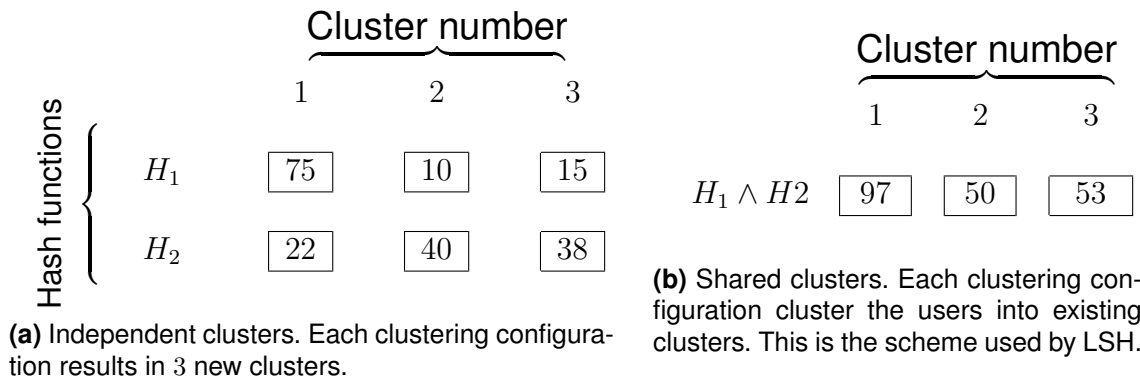 Cluster number
1 2 3
Hash functions
H₁ 75 10 15
H₂ 22 40 38
(a) Independent clusters. Each clustering configura-
tion results in 3 new clusters.
Cluster number
1 2 3
H₁ ∧ H2 97 50 53
(b) Shared clusters. Each clustering con-
figuration cluster the users into existing
clusters. This is the scheme used by LSH.